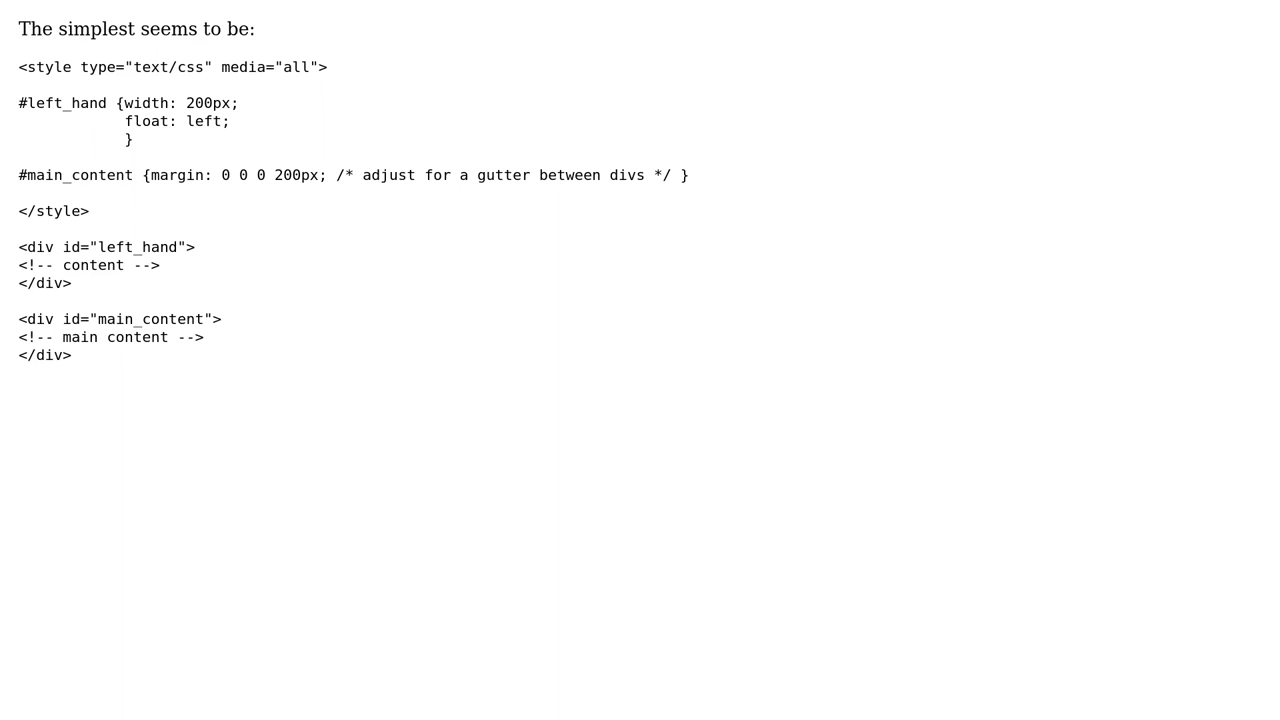 The simplest seems to be:
<style type="text/css" media="all">
#left_hand {width: 200px;
            float: left;
            }
#main_content {margin: 0 0 0 200px; /* adjust for a gutter between divs */ }
</style>
<div id="left_hand">
<!-- content -->
</div>
<div id="main_content">
<!-- main content -->
</div>